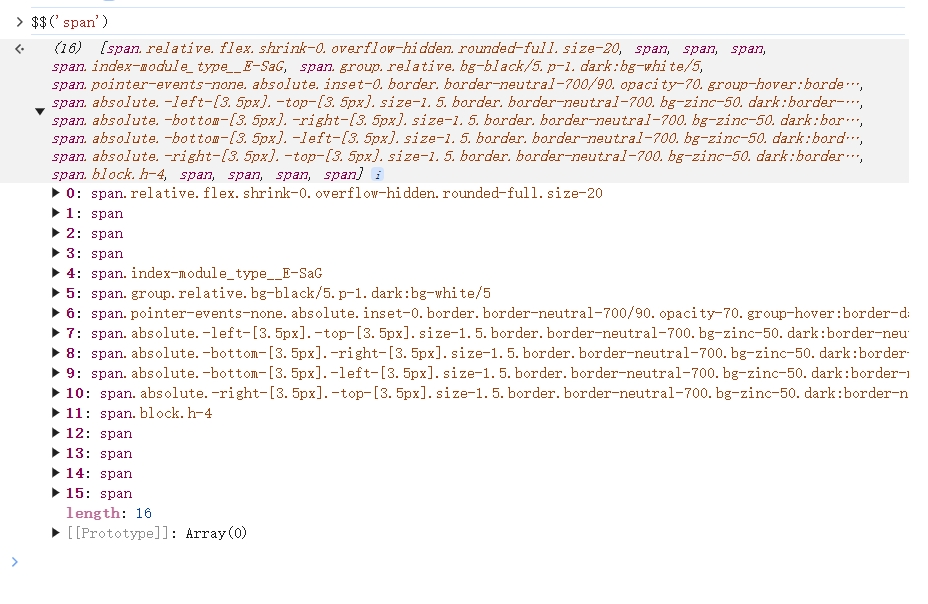 > $$('span')
(16) [span.relative.flex.shrink-0.overflow-hidden.rounded-full.size-20, span, span, span,
span.index-module_type__E-SaG, span.group.relative.bg-black/5.p-1.dark:bg-white/5,
span.pointer-events-none.absolute.inset-0.border.border-neutral-700/90.opacity-70.group-hover:borde…,
span.absolute.-left-[3.5px].-top-[3.5px].size-1.5.border.border-neutral-700.bg-zinc-50.dark:border-…,
span.absolute.-bottom-[3.5px].-right-[3.5px].size-1.5.border.border-neutral-700.bg-zinc-50.dark:bor…,
span.absolute.-bottom-[3.5px].-left-[3.5px].size-1.5.border.border-neutral-700.bg-zinc-50.dark:bord…,
span.absolute.-right-[3.5px].-top-[3.5px].size-1.5.border.border-neutral-700.bg-zinc-50.dark:border…,
span.block.h-4, span, span, span, span] i
▶ 0: span.relative.flex.shrink-0.overflow-hidden.rounded-full.size-20
▶ 1: span
▶ 2: span
▶ 3: span
▶ 4: span.index-module_type__E-SaG
▶ 5: span.group.relative.bg-black/5.p-1.dark:bg-white/5
▶ 6: span.pointer-events-none.absolute.inset-0.border.border-neutral-700/90.opacity-70.group-hover:border-d
▶ 7: span.absolute.-left-[3.5px].-top-[3.5px].size-1.5.border.border-neutral-700.bg-zinc-50.dark:border-neu
▶ 8: span.absolute.-bottom-[3.5px].-right-[3.5px].size-1.5.border.border-neutral-700.bg-zinc-50.dark:border-
▶ 9: span.absolute.-bottom-[3.5px].-left-[3.5px].size-1.5.border.border-neutral-700.bg-zinc-50.dark:border-
▶ 10: span.absolute.-right-[3.5px].-top-[3.5px].size-1.5.border.border-neutral-700.bg-zinc-50.dark:border-n
▶ 11: span.block.h-4
▶ 12: span
▶ 13: span
▶ 14: span
▶ 15: span
length: 16
▶ [[Prototype]]: Array(0)
>